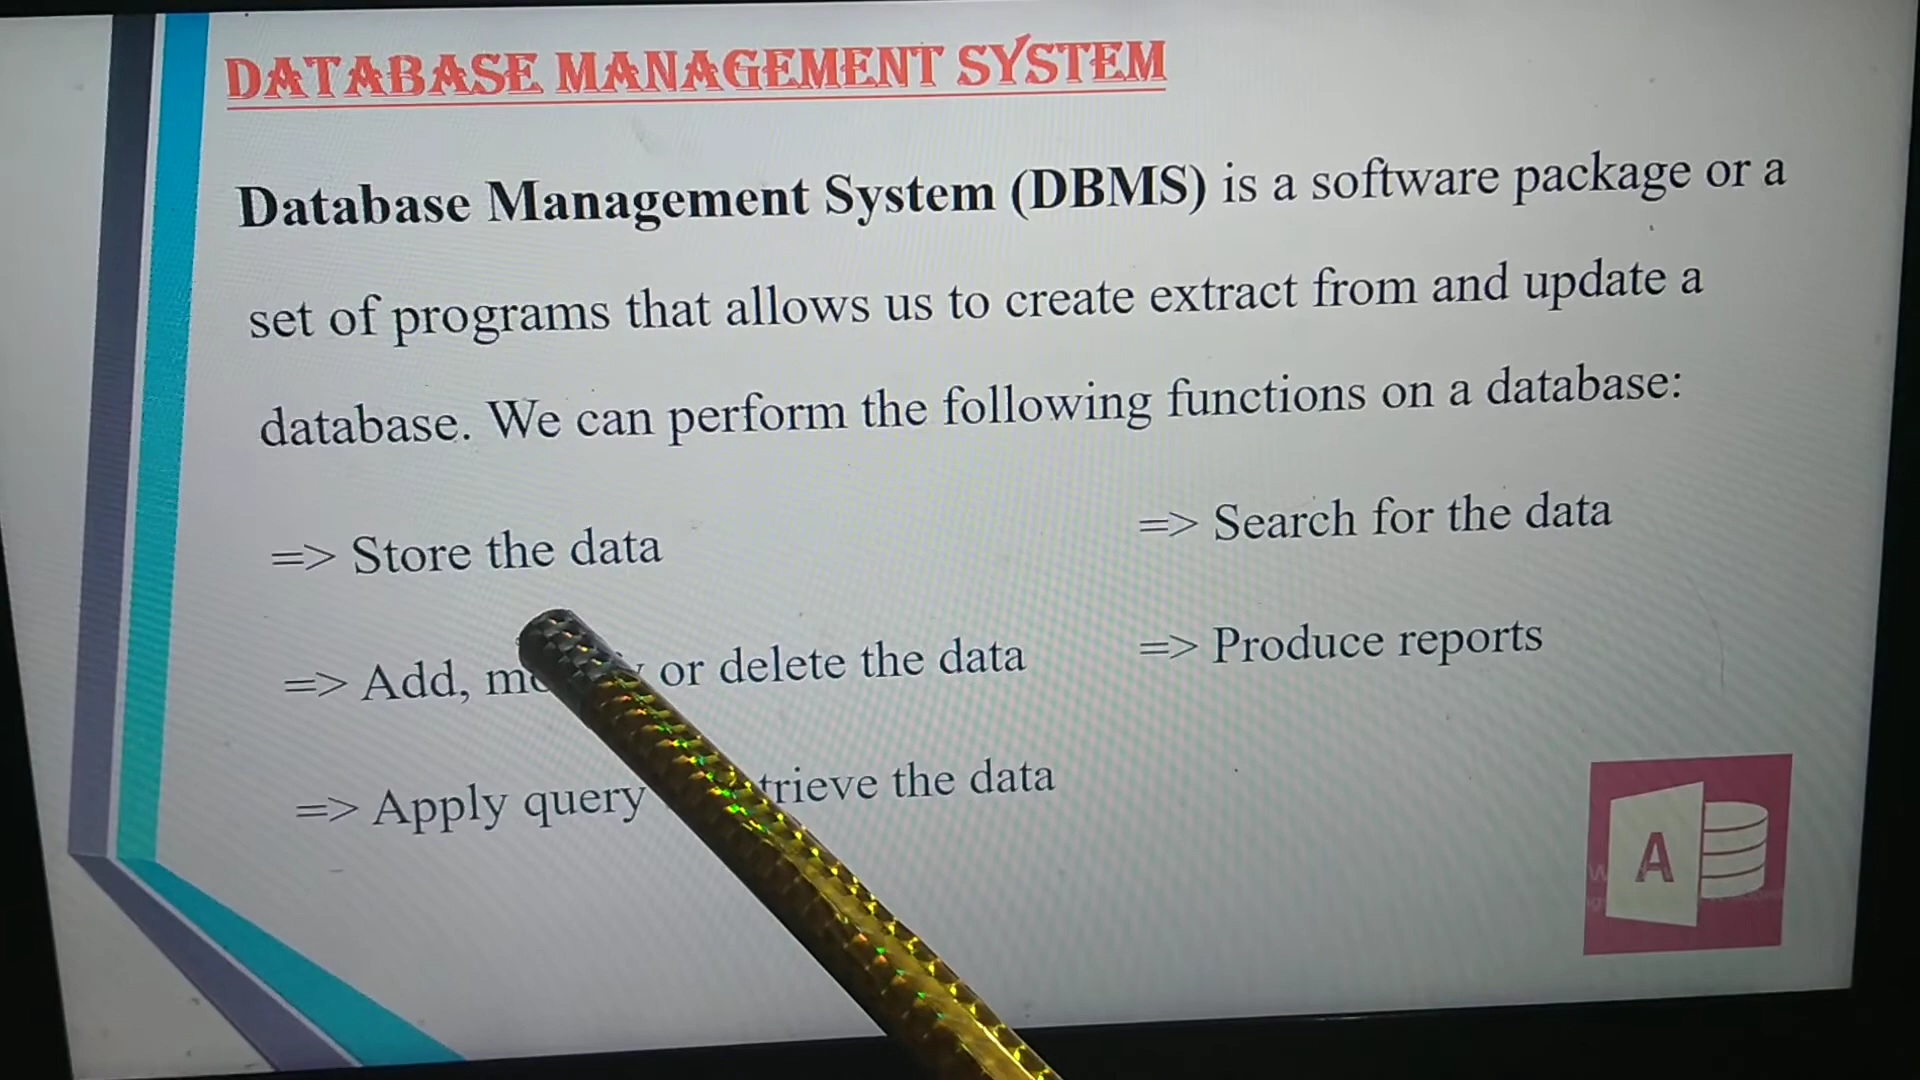 DATABASE MANAGEMENT SYSTEM
Database Management System (DBMS) is a software package or a
set of programs that allows us to create extract from and update a
database. We can perform the following functions on a database:
=> Store the data
=> Add, or delete the data
=> Apply query the data
=> Search for the data
=> Produce reports
A